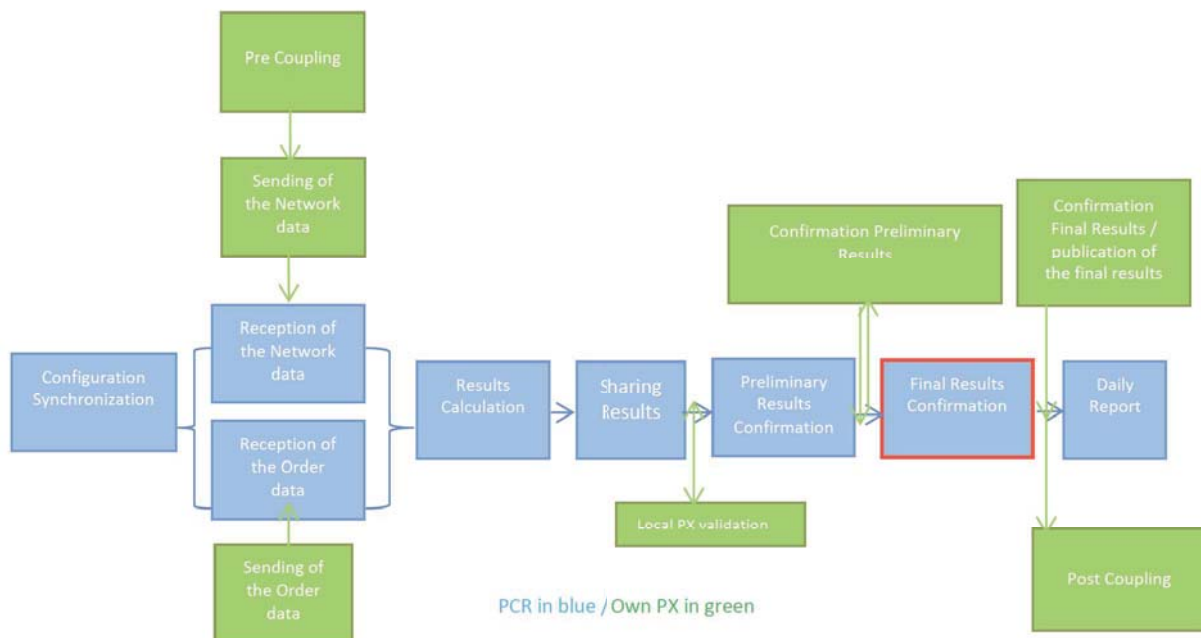 Pre Coupling
Sending of
the Network
data
Confirmation Preliminary
Results
Confirmation
Final Results /
publication of
the final results
Configuration
Synchronization
Reception of
the Network
data
Reception of
the Order
data
Results
Calculation
Sharing
Results
Preliminary
Results
Confirmation
Final Results
Confirmation
Daily
Report
Local PX validation
Sending of
the Order
data
Post Coupling
PCR in blue / Own PX in green